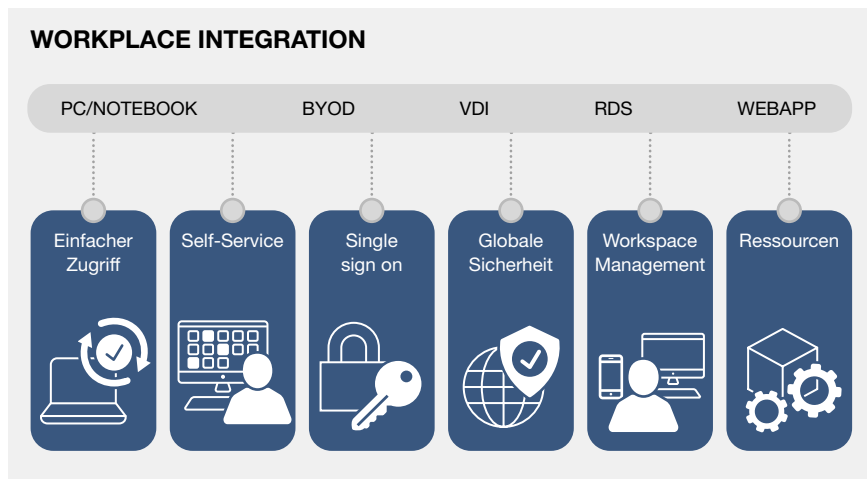 WORKPLACE INTEGRATION
PC/NOTEBOOK BYOD VDI RDS WEBAPP
Einfacher
Zugriff
Self-Service
Single
sign on
Globale
Sicherheit
Workspace
Management
Ressourcen